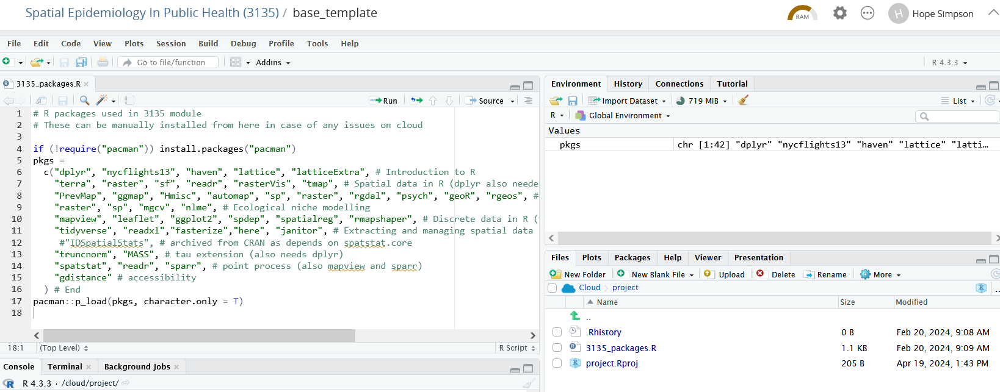 Spatial Epidemiology In Public Health (3135) / base_template
RAM
H Hope Simpson
File Edit Code View Plots Session Build Debug Profile Tools Help
Go to file/function
Addins
R 4.3.3
3135_packages.R
Run
Source
1 # R packages used in 3135 module
2 # These can be manually installed from here in case of any issues on cloud
3
4 if (!require("pacman")) install.packages("pacman")
5 pkgs =
6 c("dplyr", "nycflights13", "haven", "lattice", "latticeExtra", # Introduction to R
7 "terra", "raster", "sf", "readr", "rasterVis", "tmap", # Spatial data in R (dplyr also neede
8 "PrevMap", "ggmap", "Hmisc", "automap", "sp", "raster", "rgdal", "psych", "geoR", "rgeos", #
9 "raster", "sp", "mgcv", "nlme", # Ecological niche modelling
10 "mapview", "leaflet", "ggplot2", "spdep", "spatialreg", "rmapshaper", # Discrete data in R (
11 "tidyverse", "readxl","fasterize","here", "janitor", # Extracting and managing spatial data
12 #"IDSpatialStats", # archived from CRAN as depends on spatstat.core
13 "truncnorm", "MASS", # tau extension (also needs dplyr)
14 "spatstat", "readr", "sparr", # point process (also mapview and sparr)
15 "gdistance" # accessibility
16 ) # End
17 pacman::p_load(pkgs, character.only = T)
18
18:1 (Top Level) R Script
Console Terminal Background Jobs
R 4.3.3 · /cloud/project/
Environment History Connections Tutorial
Import Dataset 719 MiB List
R Global Environment
Values
pkgs chr [1:42] "dplyr" "nycflights13" "haven" "lattice" "latti…
Files Plots Packages Help Viewer Presentation
New Folder New Blank File Upload Delete Rename More
Cloud project
Name Size Modified
..
.Rhistory 0 B Feb 20, 2024, 9:08 AM
3135_packages.R 1.1 KB Feb 20, 2024, 9:09 AM
project.Rproj 205 B Apr 19, 2024, 1:43 PM